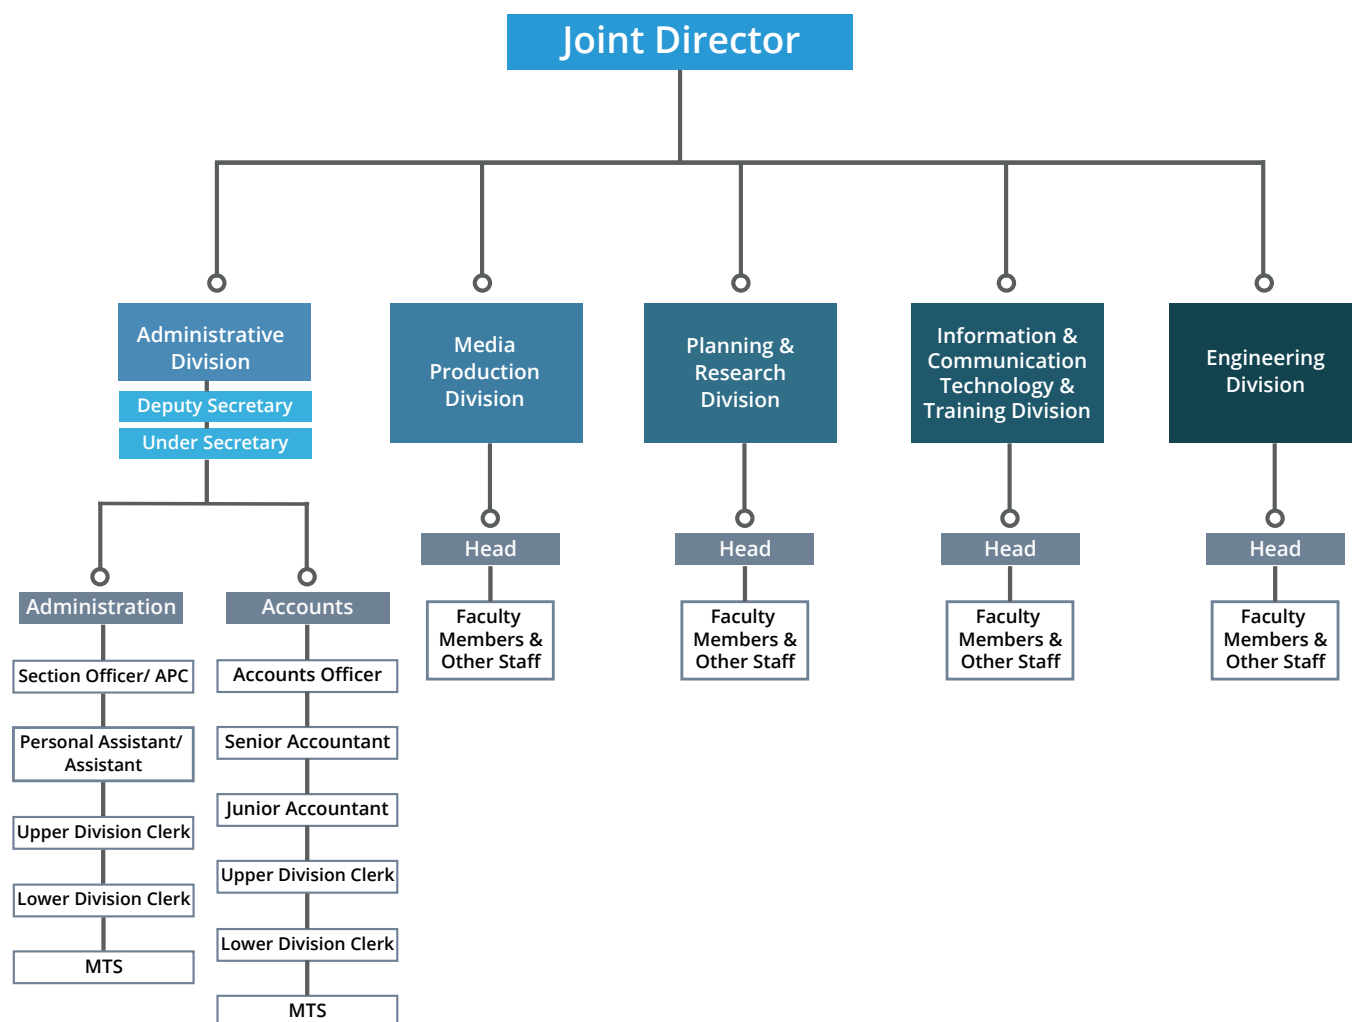 Joint Director
Administrative
Division
Deputy Secretary
Under Secretary
Media
Production
Division
Planning &
Research
Division
Information &
Communication
Technology &
Training Division
Engineering
Division
Administration
Section Officer/ APC
Personal Assistant/
Assistant
Upper Division Clerk
Lower Division Clerk
MTS
Accounts
Accounts Officer
Senior Accountant
Junior Accountant
Upper Division Clerk
Lower Division Clerk
MTS
Head
Faculty
Members &
Other Staff
Head
Faculty
Members &
Other Staff
Head
Faculty
Members &
Other Staff
Head
Faculty
Members &
Other Staff